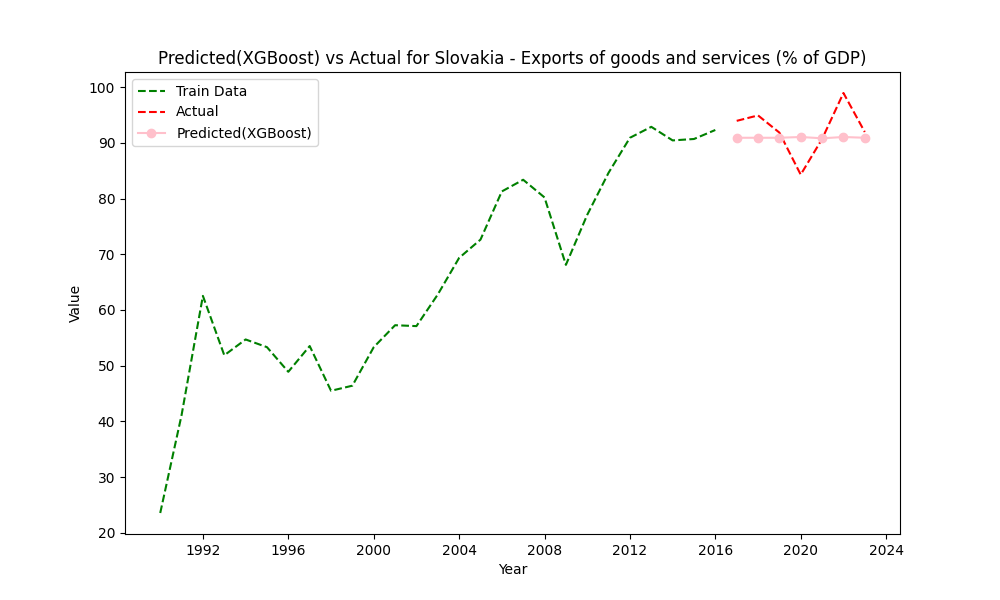 Predicted(XGBoost) vs Actual for Slovakia - Exports of goods and services (% of GDP)
Train Data
Actual
Predicted(XGBoost)
100
90
80
70
60
50
40
30
20
Value
1992 1996 2000 2004 2008 2012 2016 2020 2024
Year